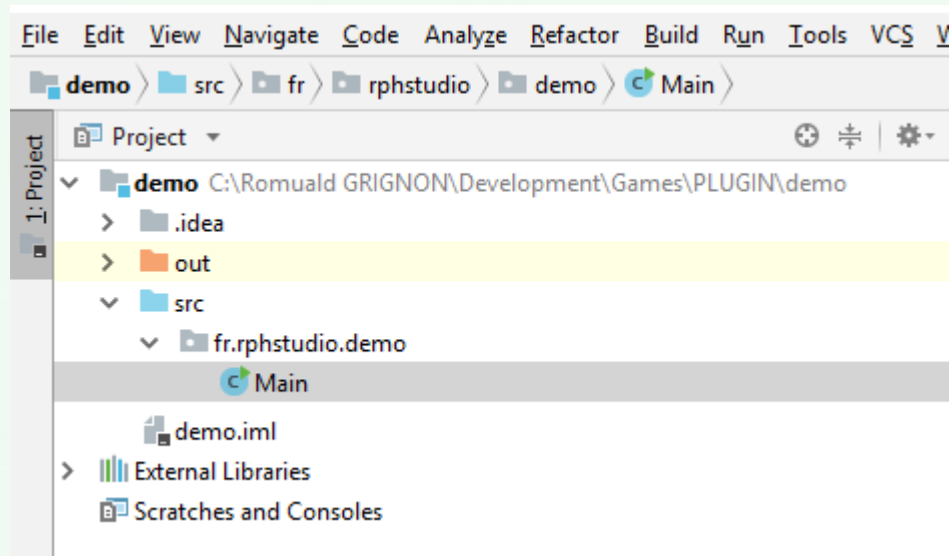 File Edit View Navigate Code Analyze Refactor Build Run Tools VCS
demo src fr rphstudio demo C Main
1: Project
Project
demo C:\Romuald GRIGNON\Development\Games\PLUGIN\demo
.idea
out
src
fr.rphstudio.demo
C Main
demo.iml
External Libraries
Scratches and Consoles